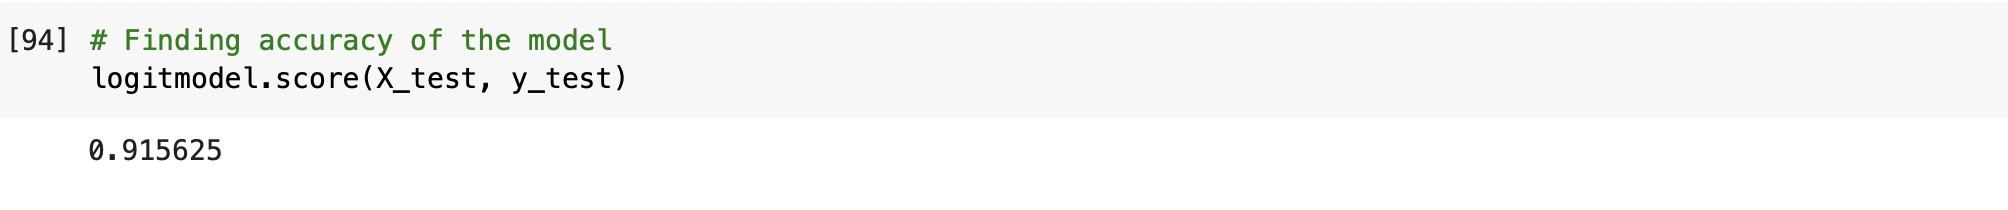 [94] # Finding accuracy of the model
logitmodel.score(X_test, y_test)
0.915625